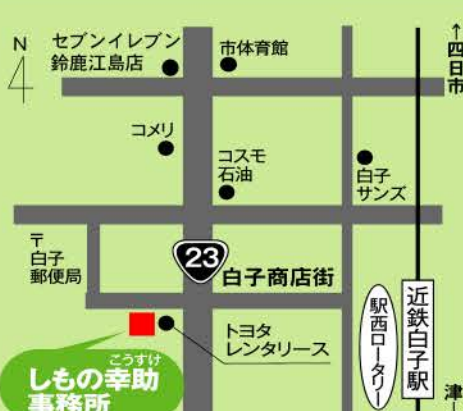 N
セブンイレブン
鈴鹿江島店
市体育館
↑四日市
コメリ
コスモ
石油
白子
サンズ
〒
白子
郵便局
23
白子商店街
トヨタ
レンタリース
駅西ロータリー
近鉄白子駅
津
こうすけ
しもの幸助
事務所